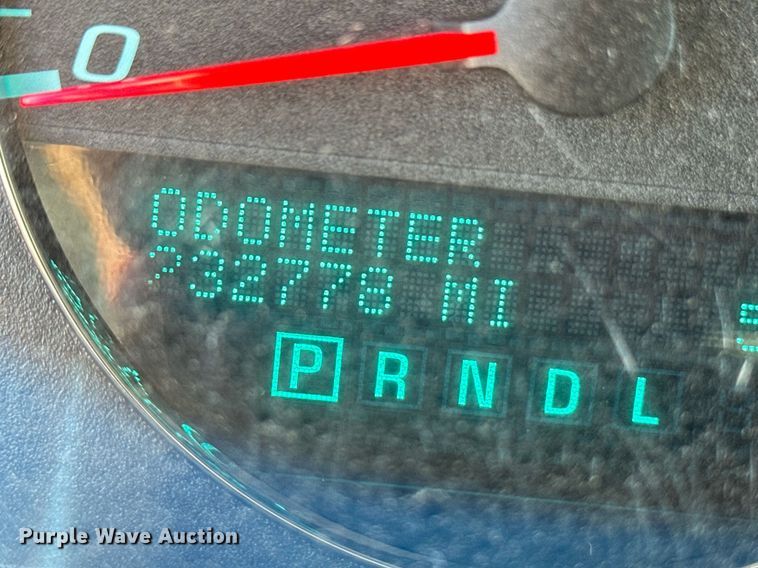 0
ODOMETER
232778 MI
P R N D L
Purple Wave Auction